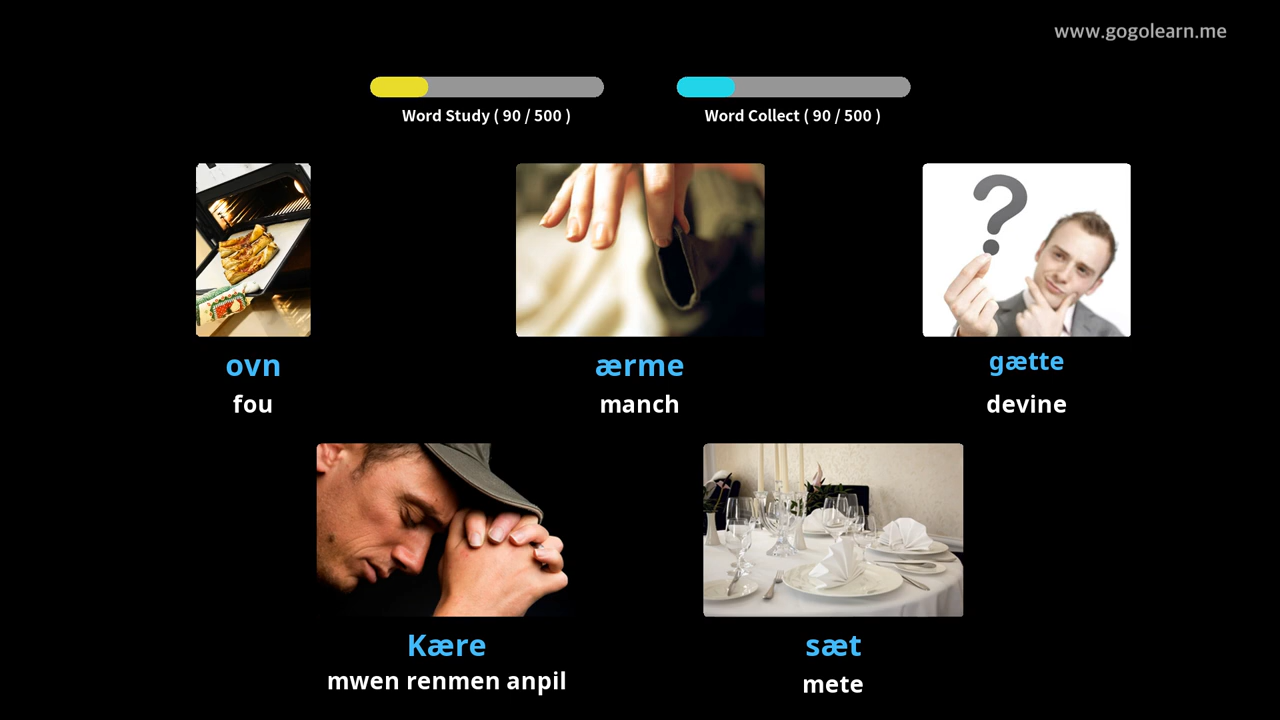 www.gogolearn.me
Word Study ( 90 / 500 )
Word Collect ( 90 / 500 )
ovn
fou
ærme
manch
gætte
devine
Kære
mwen renmen anpil
sæt
mete